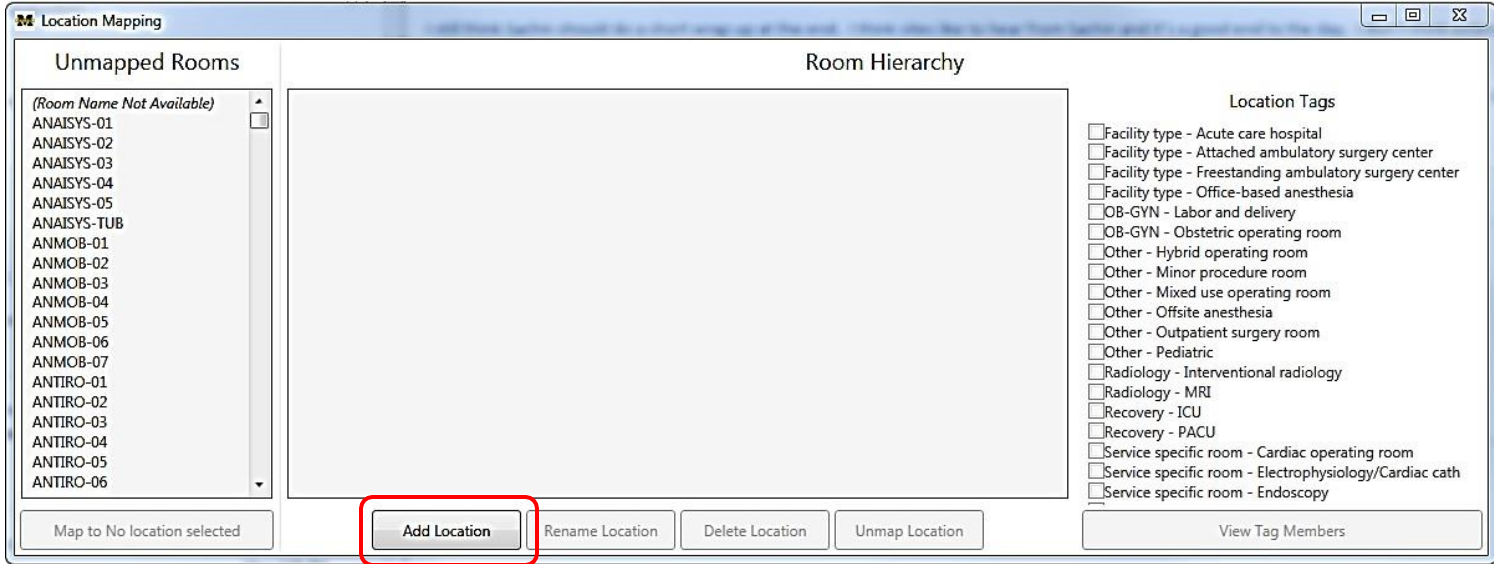 Location Mapping
Unmapped Rooms
(Room Name Not Available)
ANAISYS-01
ANAISYS-02
ANAISYS-03
ANAISYS-04
ANAISYS-05
ANAISYS-TUB
ANMOB-01
ANMOB-02
ANMOB-03
ANMOB-04
ANMOB-05
ANMOB-06
ANMOB-07
ANTIRO-01
ANTIRO-02
ANTIRO-03
ANTIRO-04
ANTIRO-05
ANTIRO-06
Map to No location selected
Room Hierarchy
Add Location
Rename Location
Delete Location
Unmap Location
Location Tags
Facility type - Acute care hospital
Facility type - Attached ambulatory surgery center
Facility type - Freestanding ambulatory surgery center
Facility type - Office-based anesthesia
OB-GYN - Labor and delivery
OB-GYN - Obstetric operating room
Other - Hybrid operating room
Other - Minor procedure room
Other - Mixed use operating room
Other - Offsite anesthesia
Other - Outpatient surgery room
Other - Pediatric
Radiology - Interventional radiology
Radiology - MRI
Recovery - ICU
Recovery - PACU
Service specific room - Cardiac operating room
Service specific room - Electrophysiology/Cardiac cath
Service specific room - Endoscopy
View Tag Members